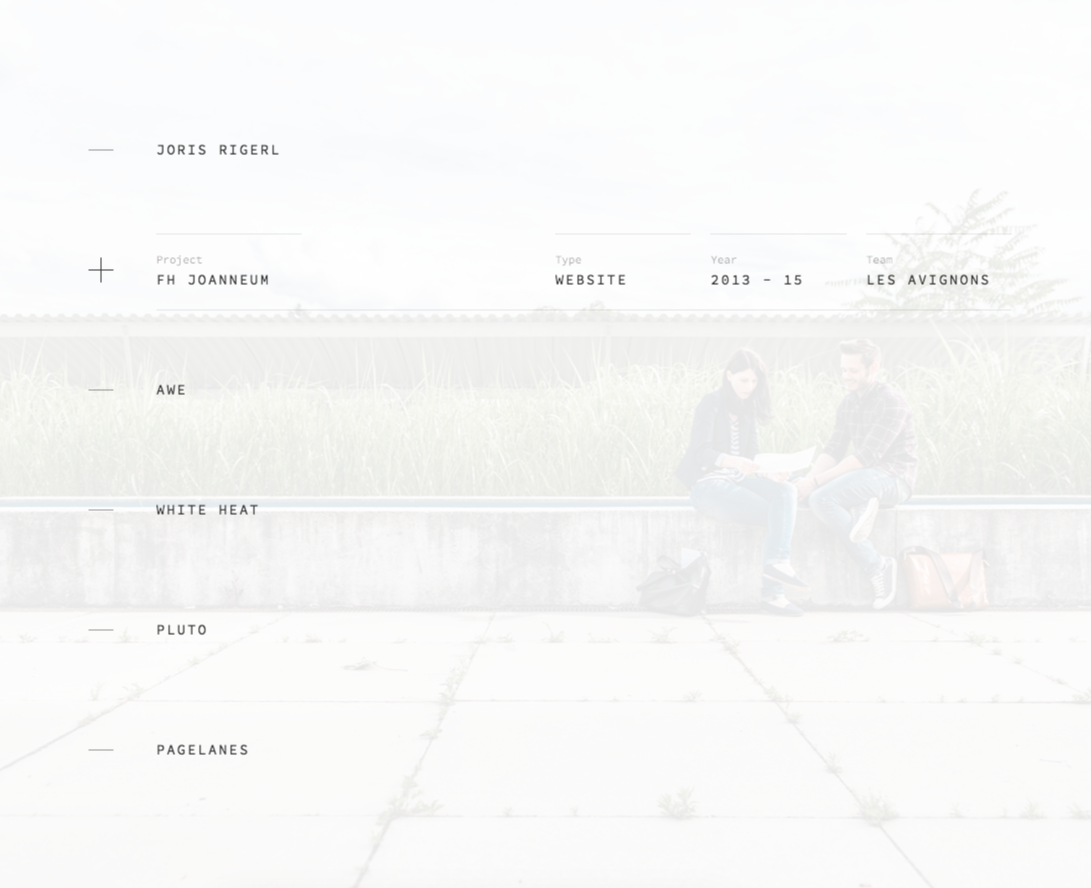 JORIS RIGERL
Project Type Year Team
FH JOANNEUM WEBSITE 2013 – 15 LES AVIGNONS
AWE
WHITE HEAT
PLUTO
PAGELANES